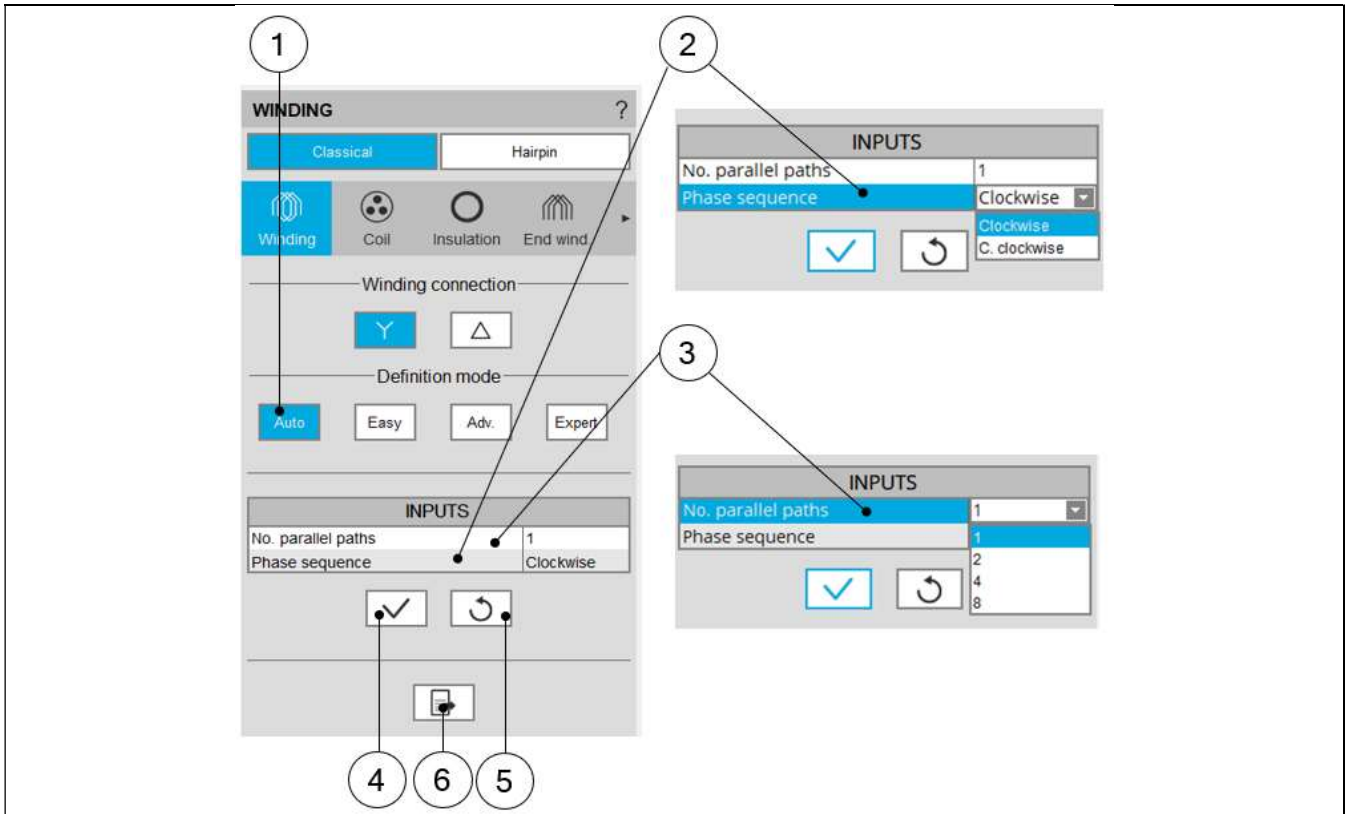 1
2
WINDING ?
Classical Hairpin
Winding Coil Insulation End wind.
Winding connection
Y Δ
Definition mode
Auto Easy Adv. Expert
INPUTS
No. parallel paths 1
Phase sequence Clockwise
4 6 5
INPUTS
No. parallel paths 1
Phase sequence Clockwise
Clockwise
C. clockwise
3
INPUTS
No. parallel paths 1
Phase sequence 1
2
4
8